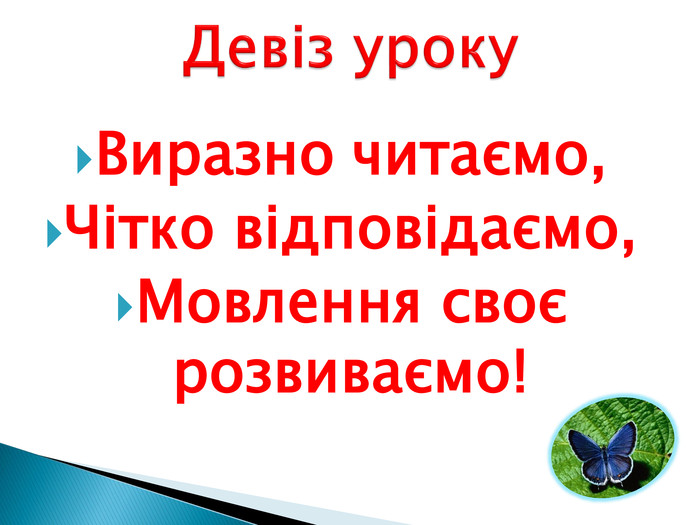 Девіз уроку
Виразно читаємо,
Чітко відповідаємо,
Мовлення своє
розвиваємо!